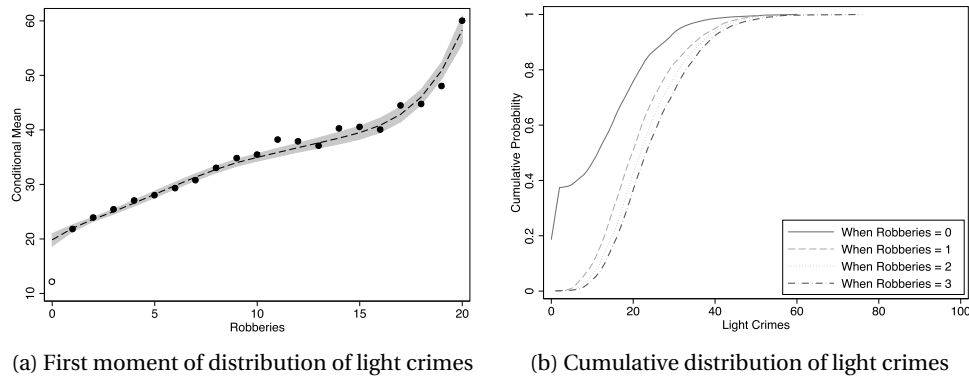 60
50
40
30
20
10
Conditional Mean
0 5 10 15 20
Robberies
(a) First moment of distribution of light crimes
1
0.8
0.6
0.4
0.2
0
Cumulative Probability
When Robberies = 0
When Robberies = 1
When Robberies = 2
When Robberies = 3
0 20 40 60 80 100
Light Crimes
(b) Cumulative distribution of light crimes